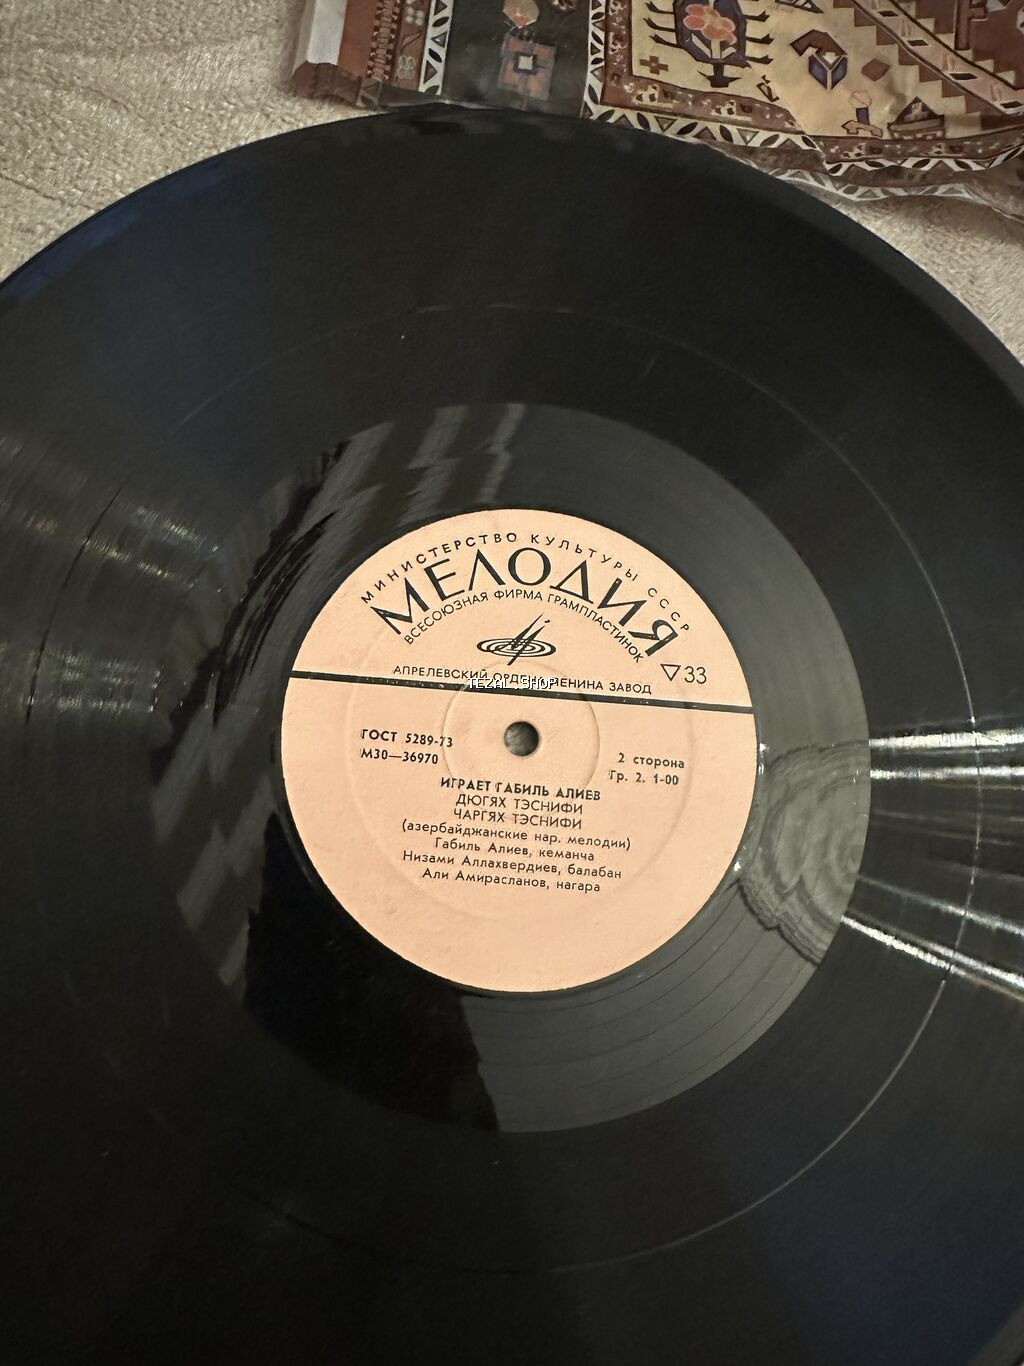 МИНИСТЕРСТВО КУЛЬТУРЫ СССР
МЕЛОДИЯ
ВСЕСОЮЗНАЯ ФИРМА ГРАМПЛАСТИНОК
▽33
АПРЕЛЕВСКИЙ ОРДЕНА ЛЕНИНА ЗАВОД
TEZAL.SHOP
ГОСТ 5289-73
М30—36970
2 сторона
Гр. 2. 1-00
ИГРАЕТ ГАБИЛЬ АЛИЕВ
ДЮГЯХ ТЭСНИФИ
ЧАРГЯХ ТЭСНИФИ
(азербайджанские нар. мелодии)
Габиль Алиев, кеманча
Низами Аллахвердиев, балабан
Али Амирасланов, нагара